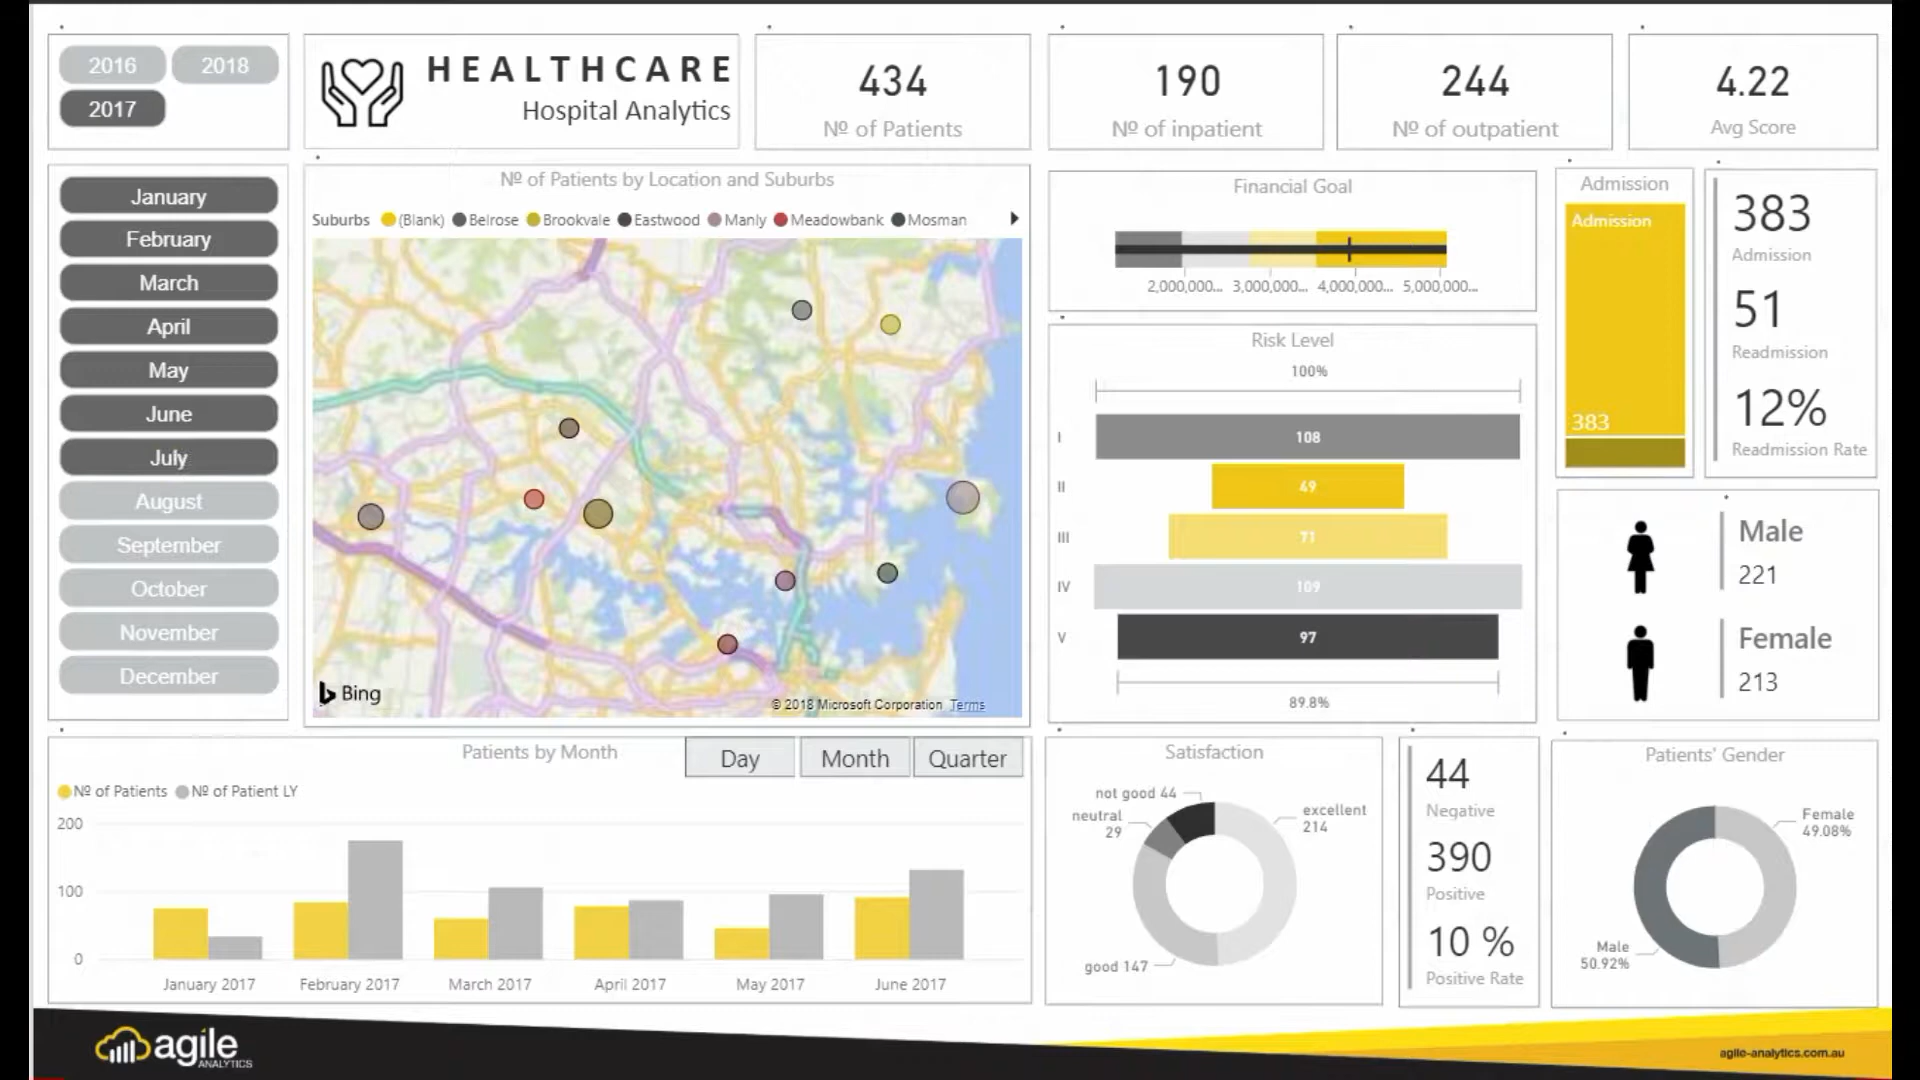 2016
2018
2017
HEALTHCARE
Hospital Analytics
434
Nº of Patients
190
Nº of inpatient
244
Nº of outpatient
4.22
Avg Score
January
February
March
April
May
June
July
August
September
October
November
December
Nº of Patients by Location and Suburbs
Suburbs (Blank) Belrose Brookvale Eastwood Manly Meadowbank Mosman
Bing
© 2018 Microsoft Corporation Terms
Financial Goal
2,000,000... 3,000,000... 4,000,000... 5,000,000...
Risk Level
100%
I 108
II 49
III 71
IV 109
V 97
89.8%
Admission
Admission
383
383
Admission
51
Readmission
12%
Readmission Rate
Male
221
Female
213
Patients by Month
Day
Month
Quarter
Nº of Patients Nº of Patient LY
200
100
0
January 2017 February 2017 March 2017 April 2017 May 2017 June 2017
Satisfaction
not good 44
neutral
29
excellent
214
good 147
44
Negative
390
Positive
10 %
Positive Rate
Patients' Gender
Female
49.08%
Male
50.92%
agile
ANALYTICS
agile-analytics.com.au